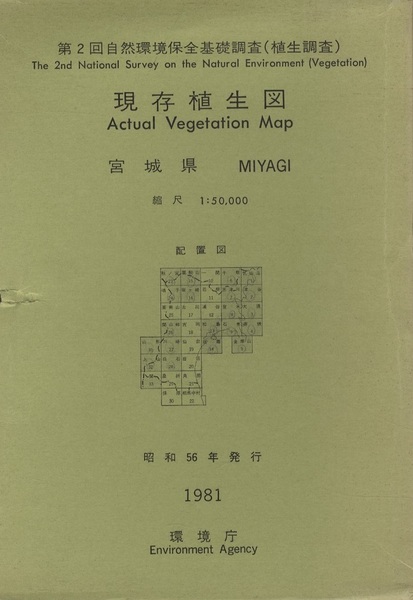 第2回自然環境保全基礎調査(植生調査)
The 2nd National Survey on the Natural Environment (Vegetation)
現存植生図
Actual Vegetation Map
宮城県 MIYAGI
縮尺 1:50,000
配置図
昭和 56 年発行
1981
環境庁
Environment Agency